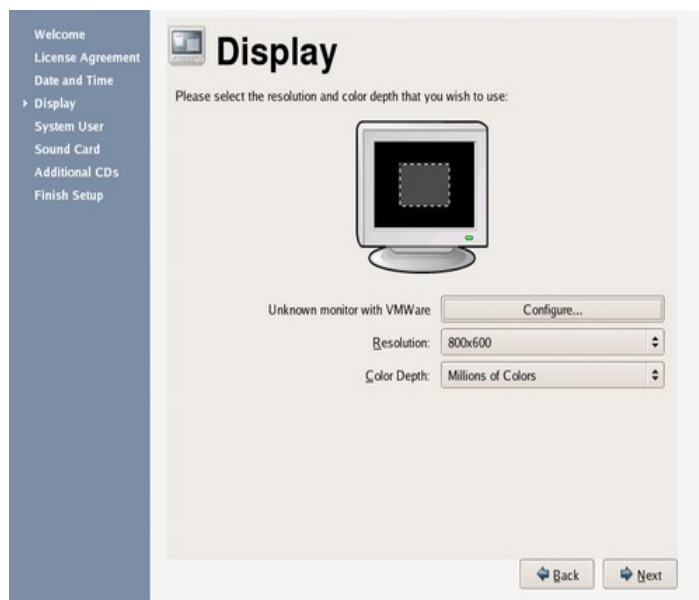 Welcome
License Agreement
Date and Time
Display
System User
Sound Card
Additional CDs
Finish Setup
Display
Please select the resolution and color depth that you wish to use:
Unknown monitor with VMWare Configure...
Resolution: 800x600
Color Depth: Millions of Colors
Back Next